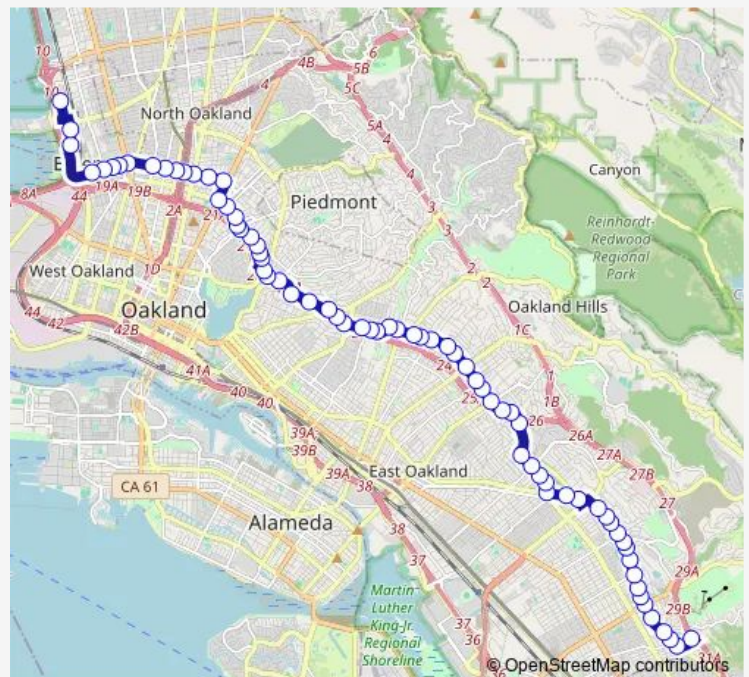 10
6
4B
5B
5C
10
4
North Oakland
5A
4
4
Canyon
19A
19B
8A
44
2A
Piedmont
3
3
Reinhardt-
Redwood
Regional
Park
West Oakland
1D
2
2
Oakland
Oakland Hills
44
42
42B
1C
41A
24
1
1B
40
40
26
26A
39A
39B
27A
27B
39A
East Oakland
38
27
CA 61
Alameda
38
37
29A
Martin
Luther
King-Jr.
Regional
Shoreline
29B
37
36
31A
© OpenStreetMap contributors